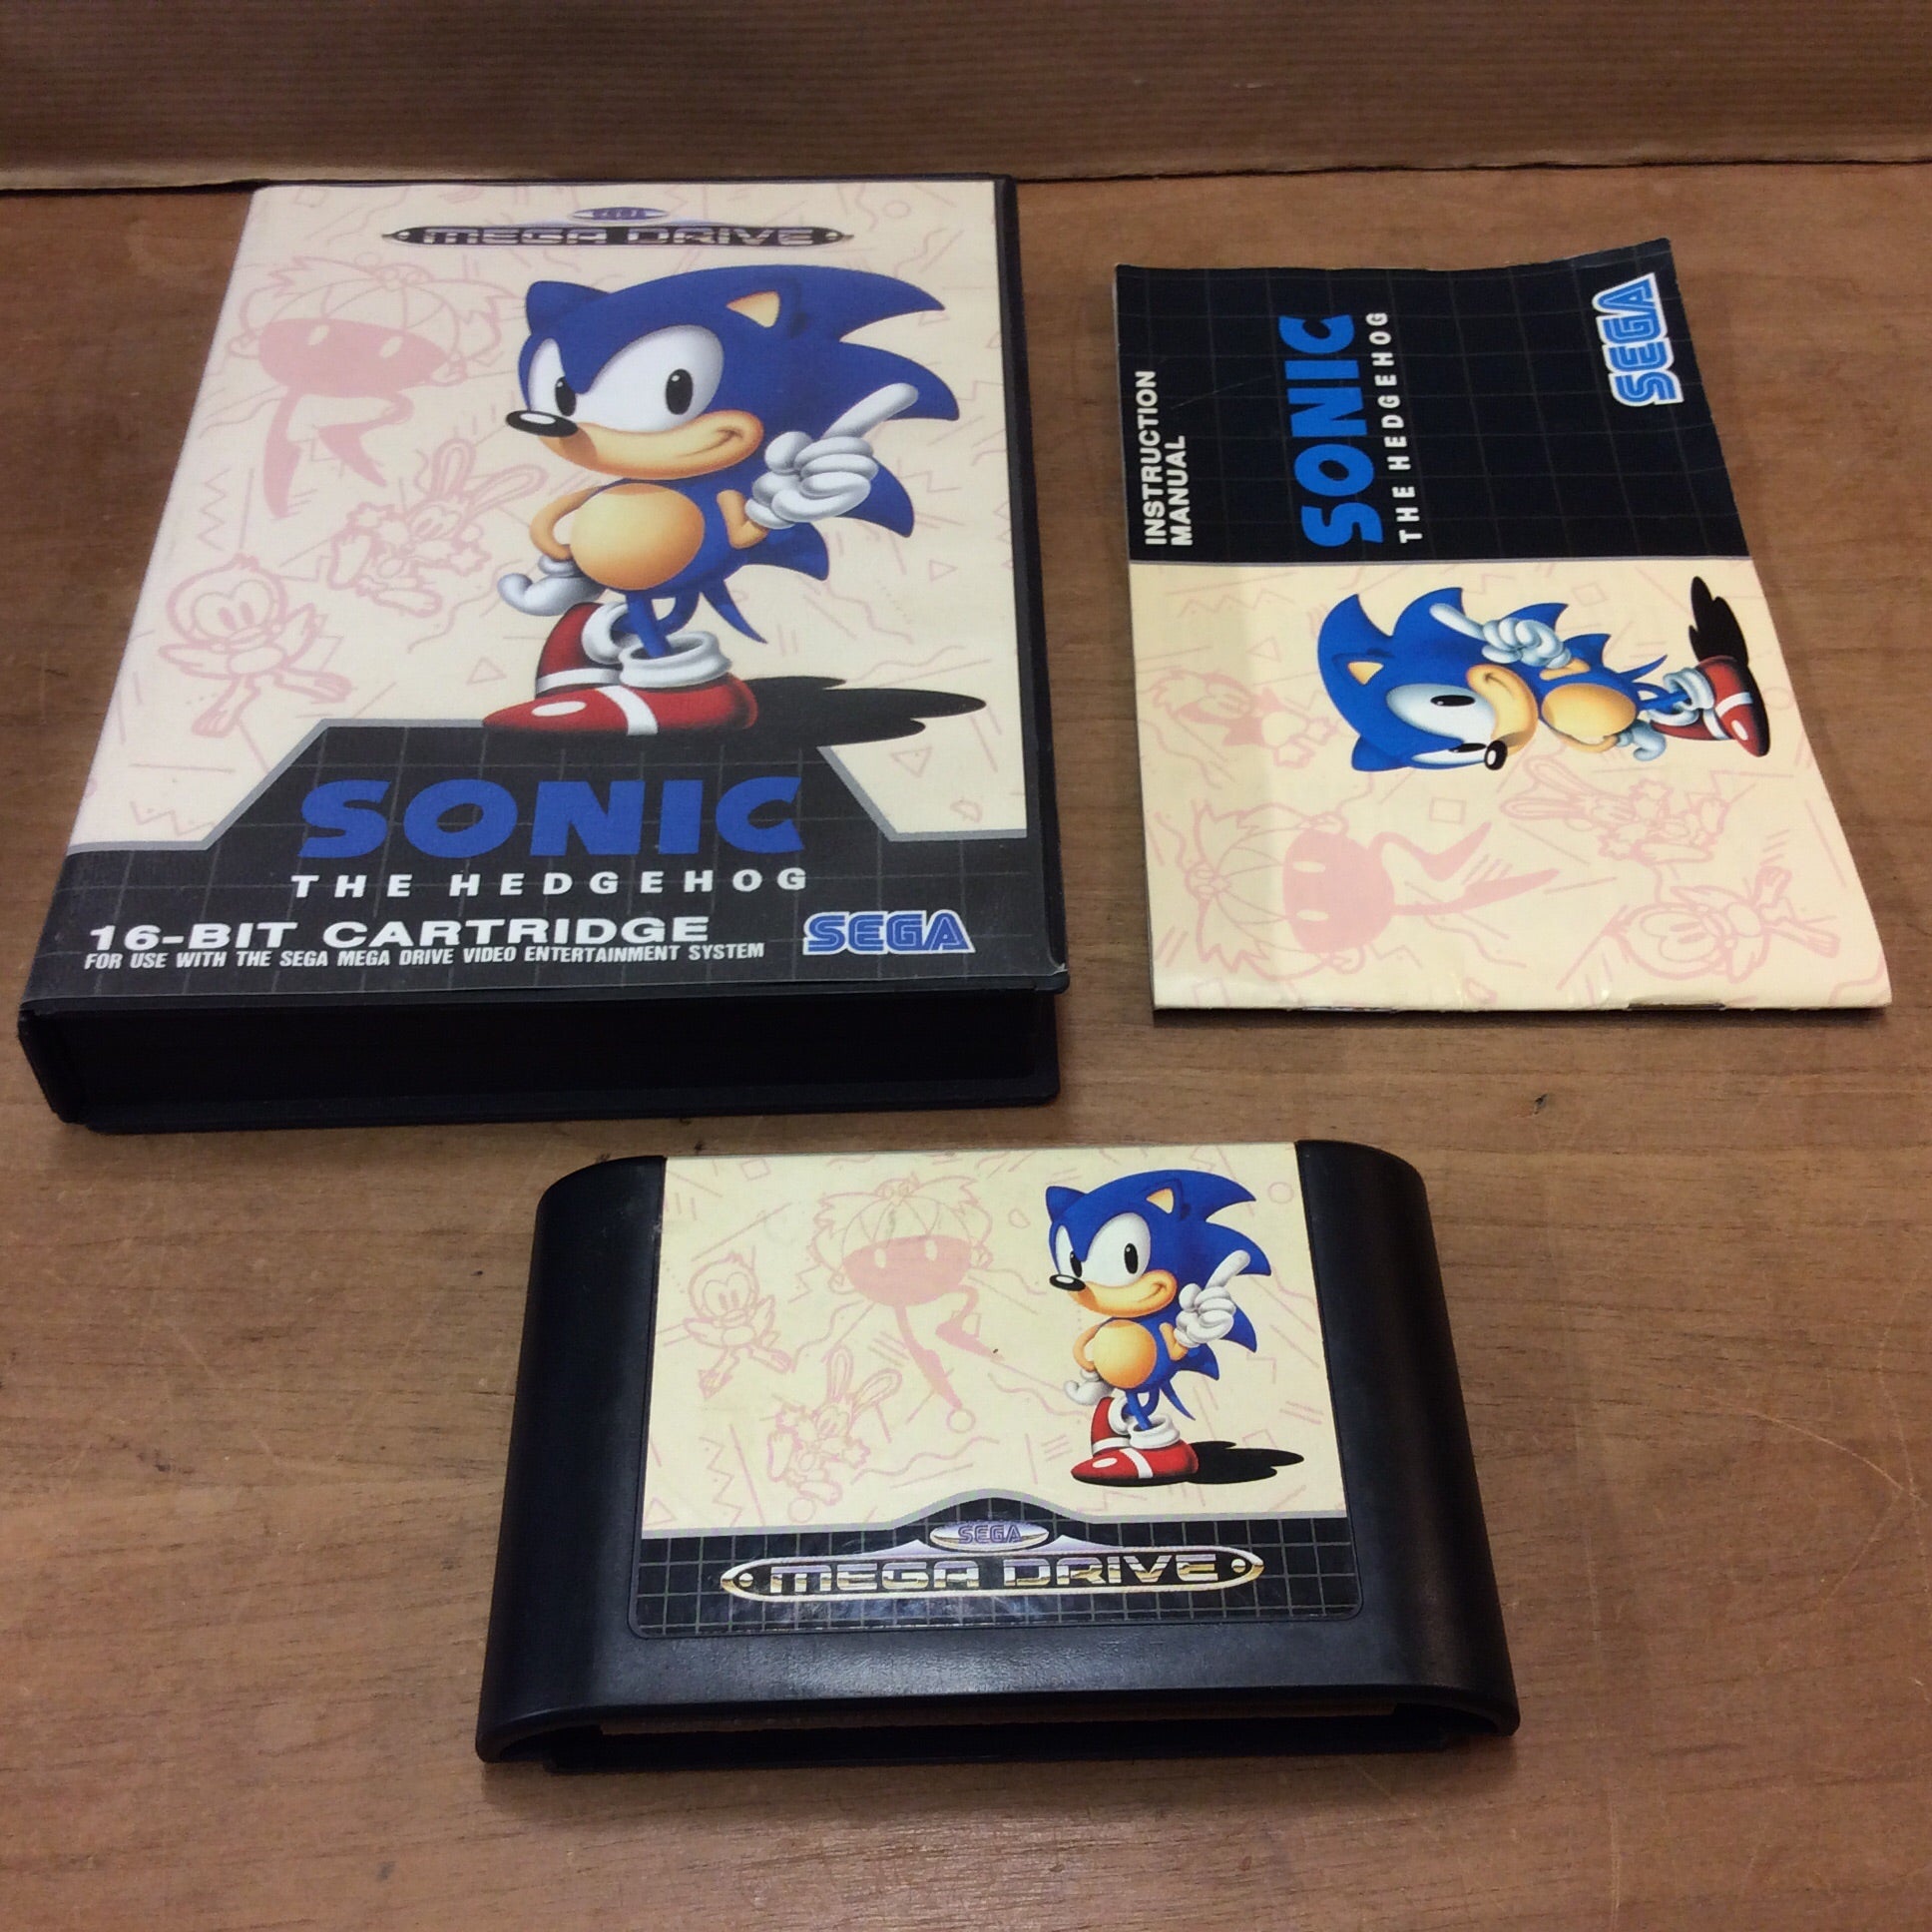 SEGA
MEGA DRIVE
SONIC
THE HEDGEHOG
16-BIT CARTRIDGE
FOR USE WITH THE SEGA MEGA DRIVE VIDEO ENTERTAINMENT SYSTEM
SEGA
INSTRUCTION
MANUAL
SONIC
THE HEDGEHOG
SEGA
SEGA
MEGA DRIVE